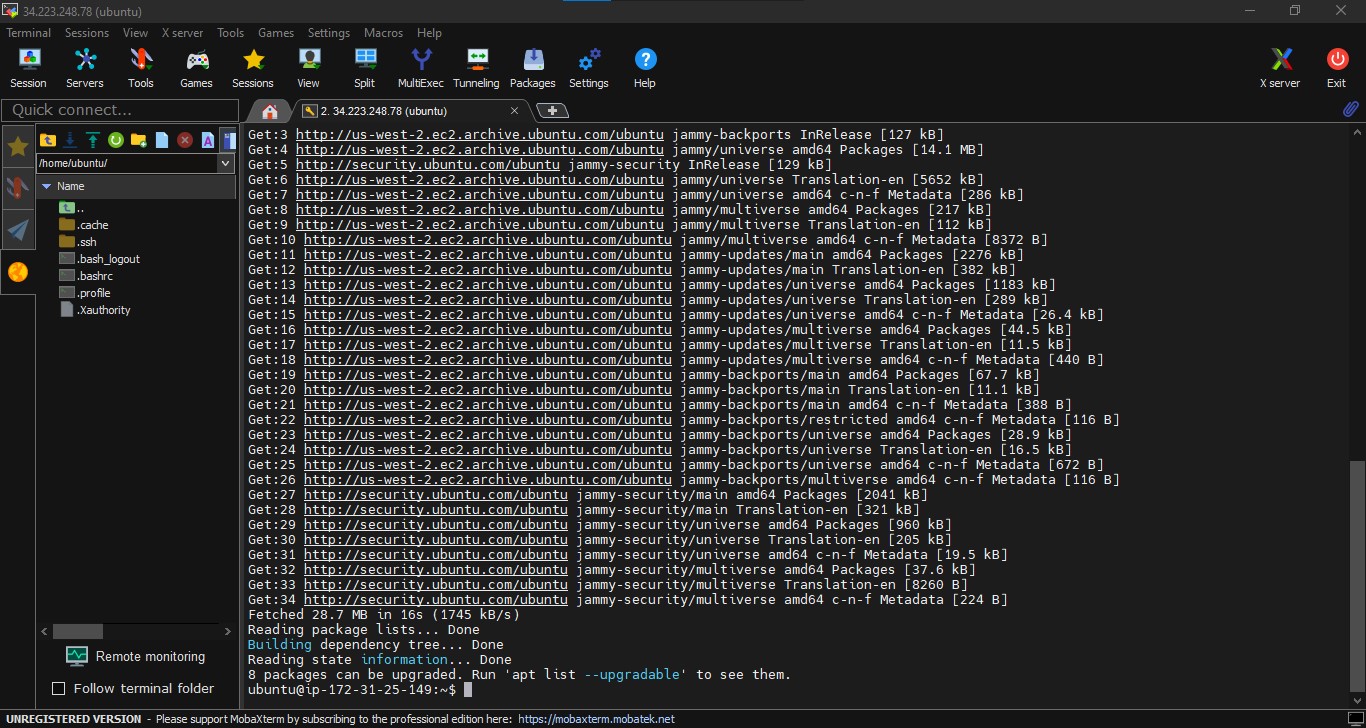 34.223.248.78 (ubuntu)
Terminal Sessions View X server Tools Games Settings Macros Help
Session Servers Tools Games Sessions View Split MultiExec Tunneling Packages Settings Help X server Exit
Quick connect...
2. 34.223.248.78 (ubuntu)
/home/ubuntu/
Name
..
.cache
.ssh
.bash_logout
.bashrc
.profile
.Xauthority
Remote monitoring
Follow terminal folder
Get:3 http://us-west-2.ec2.archive.ubuntu.com/ubuntu jammy-backports InRelease [127 kB]
Get:4 http://us-west-2.ec2.archive.ubuntu.com/ubuntu jammy/universe amd64 Packages [14.1 MB]
Get:5 http://security.ubuntu.com/ubuntu jammy-security InRelease [129 kB]
Get:6 http://us-west-2.ec2.archive.ubuntu.com/ubuntu jammy/universe Translation-en [5652 kB]
Get:7 http://us-west-2.ec2.archive.ubuntu.com/ubuntu jammy/universe amd64 c-n-f Metadata [286 kB]
Get:8 http://us-west-2.ec2.archive.ubuntu.com/ubuntu jammy/multiverse amd64 Packages [217 kB]
Get:9 http://us-west-2.ec2.archive.ubuntu.com/ubuntu jammy/multiverse Translation-en [112 kB]
Get:10 http://us-west-2.ec2.archive.ubuntu.com/ubuntu jammy/multiverse amd64 c-n-f Metadata [8372 B]
Get:11 http://us-west-2.ec2.archive.ubuntu.com/ubuntu jammy-updates/main amd64 Packages [2276 kB]
Get:12 http://us-west-2.ec2.archive.ubuntu.com/ubuntu jammy-updates/main Translation-en [382 kB]
Get:13 http://us-west-2.ec2.archive.ubuntu.com/ubuntu jammy-updates/universe amd64 Packages [1183 kB]
Get:14 http://us-west-2.ec2.archive.ubuntu.com/ubuntu jammy-updates/universe Translation-en [289 kB]
Get:15 http://us-west-2.ec2.archive.ubuntu.com/ubuntu jammy-updates/universe amd64 c-n-f Metadata [26.4 kB]
Get:16 http://us-west-2.ec2.archive.ubuntu.com/ubuntu jammy-updates/multiverse amd64 Packages [44.5 kB]
Get:17 http://us-west-2.ec2.archive.ubuntu.com/ubuntu jammy-updates/multiverse Translation-en [11.5 kB]
Get:18 http://us-west-2.ec2.archive.ubuntu.com/ubuntu jammy-updates/multiverse amd64 c-n-f Metadata [440 B]
Get:19 http://us-west-2.ec2.archive.ubuntu.com/ubuntu jammy-backports/main amd64 Packages [67.7 kB]
Get:20 http://us-west-2.ec2.archive.ubuntu.com/ubuntu jammy-backports/main Translation-en [11.1 kB]
Get:21 http://us-west-2.ec2.archive.ubuntu.com/ubuntu jammy-backports/main amd64 c-n-f Metadata [388 B]
Get:22 http://us-west-2.ec2.archive.ubuntu.com/ubuntu jammy-backports/restricted amd64 c-n-f Metadata [116 B]
Get:23 http://us-west-2.ec2.archive.ubuntu.com/ubuntu jammy-backports/universe amd64 Packages [28.9 kB]
Get:24 http://us-west-2.ec2.archive.ubuntu.com/ubuntu jammy-backports/universe Translation-en [16.5 kB]
Get:25 http://us-west-2.ec2.archive.ubuntu.com/ubuntu jammy-backports/universe amd64 c-n-f Metadata [672 B]
Get:26 http://us-west-2.ec2.archive.ubuntu.com/ubuntu jammy-backports/multiverse amd64 c-n-f Metadata [116 B]
Get:27 http://security.ubuntu.com/ubuntu jammy-security/main amd64 Packages [2041 kB]
Get:28 http://security.ubuntu.com/ubuntu jammy-security/main Translation-en [321 kB]
Get:29 http://security.ubuntu.com/ubuntu jammy-security/universe amd64 Packages [960 kB]
Get:30 http://security.ubuntu.com/ubuntu jammy-security/universe Translation-en [205 kB]
Get:31 http://security.ubuntu.com/ubuntu jammy-security/universe amd64 c-n-f Metadata [19.5 kB]
Get:32 http://security.ubuntu.com/ubuntu jammy-security/multiverse amd64 Packages [37.6 kB]
Get:33 http://security.ubuntu.com/ubuntu jammy-security/multiverse Translation-en [8260 B]
Get:34 http://security.ubuntu.com/ubuntu jammy-security/multiverse amd64 c-n-f Metadata [224 B]
Fetched 28.7 MB in 16s (1745 kB/s)
Reading package lists... Done
Building dependency tree... Done
Reading state information... Done
8 packages can be upgraded. Run 'apt list --upgradable' to see them.
ubuntu@ip-172-31-25-149:~$
UNREGISTERED VERSION - Please support MobaXterm by subscribing to the professional edition here: https://mobaxterm.mobatek.net